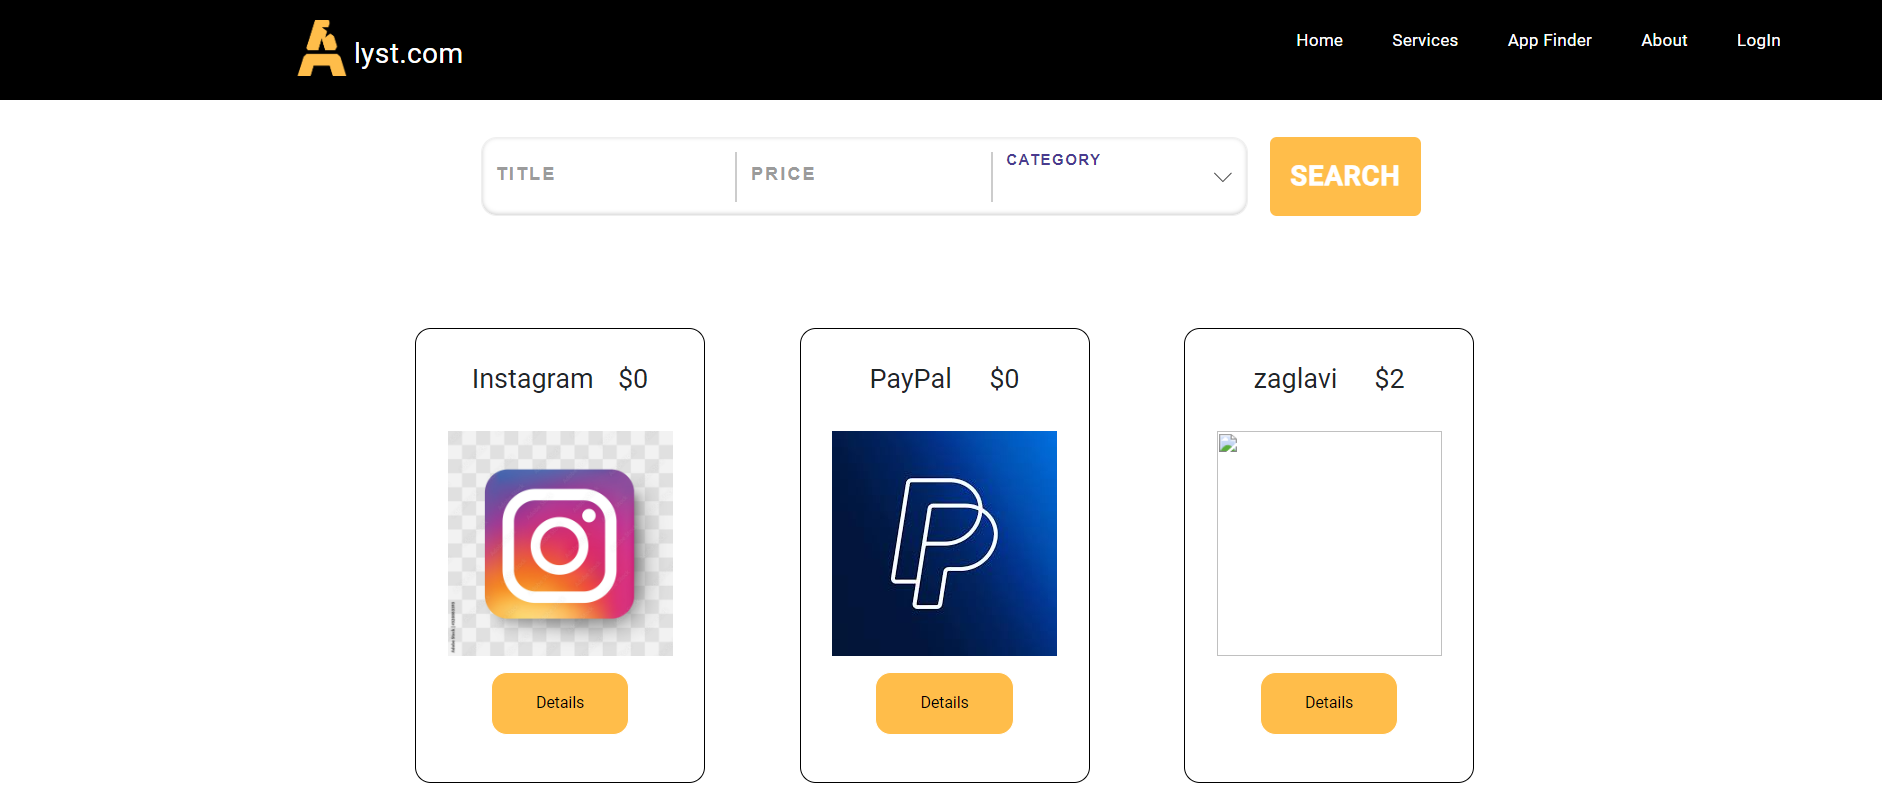 lyst.com
Home Services App Finder About LogIn
TITLE PRICE CATEGORY SEARCH
Instagram $0
PayPal $0
zaglavi $2
Details
Details
Details